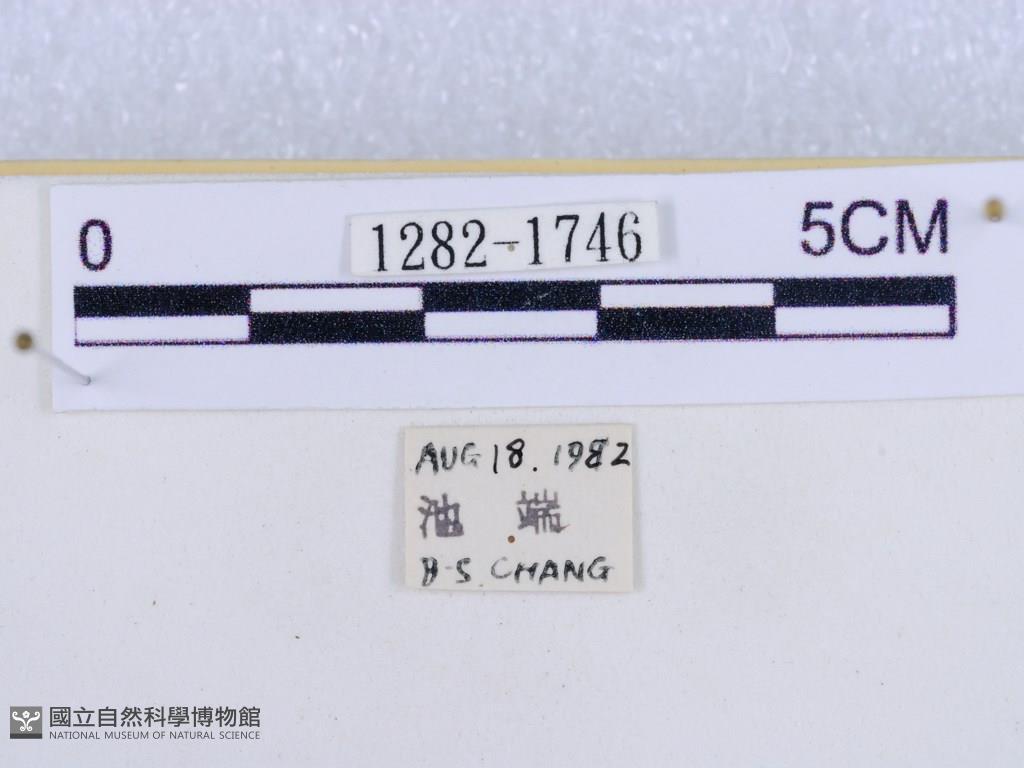 0 1282-1746 5CM
AUG 18. 1982
池 端
B-S CHANG
國立自然科學博物館
NATIONAL MUSEUM OF NATURAL SCIENCE